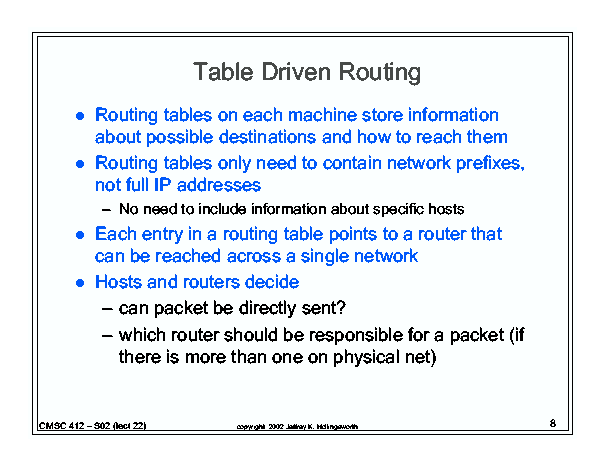 Table Driven Routing
● Routing tables on each machine store information
about possible destinations and how to reach them
● Routing tables only need to contain network prefixes,
not full IP addresses
– No need to include information about specific hosts
● Each entry in a routing table points to a router that
can be reached across a single network
● Hosts and routers decide
– can packet be directly sent?
– which router should be responsible for a packet (if
there is more than one on physical net)
CMSC 412 – S02 (lect 22)
copyright 2002 Jeffrey K. Hollingsworth
8